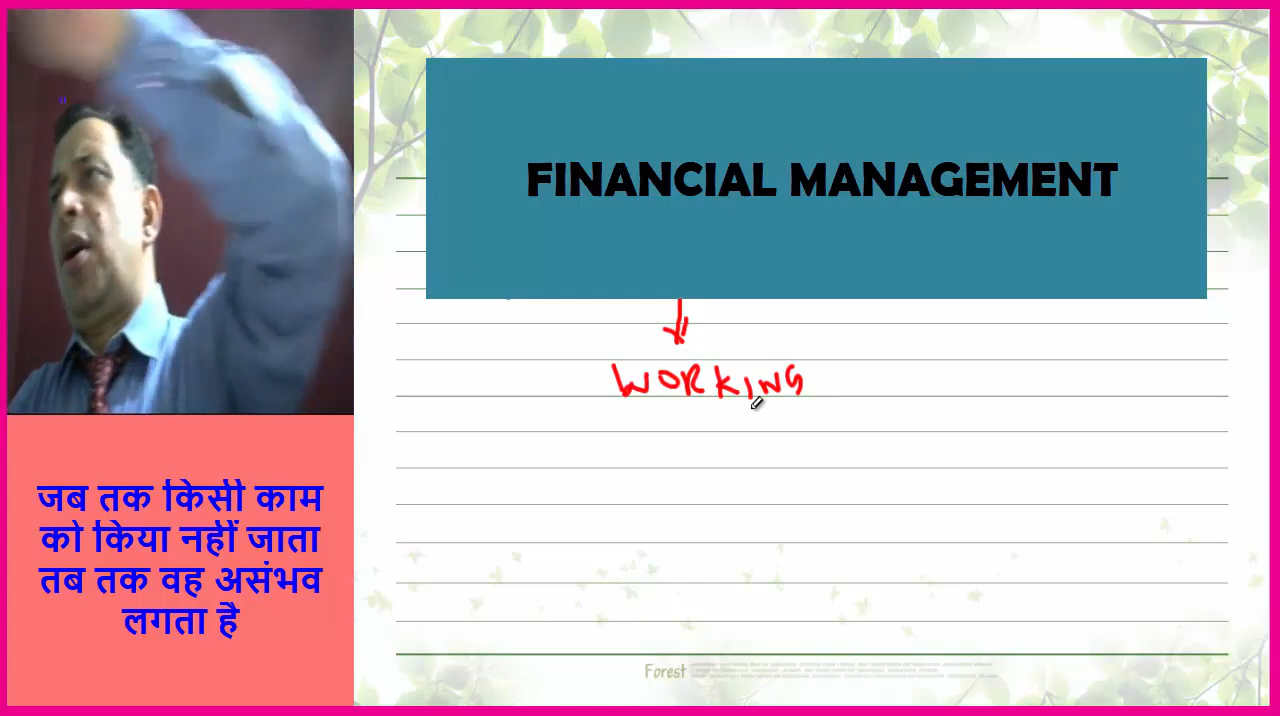 FINANCIAL MANAGEMENT
WORKING
जब तक किसी काम
को किया नहीं जाता
तब तक वह असंभव
लगता है
Forest